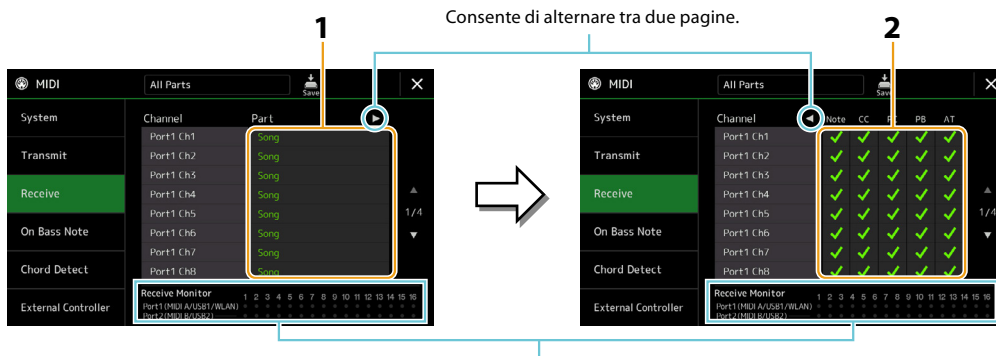 Consente di alternare tra due pagine.
1
2
MIDI
All Parts
Save
System
Transmit
Receive
On Bass Note
Chord Detect
External Controller
Channel Part
Port1 Ch1 Song
Port1 Ch2 Song
Port1 Ch3 Song
Port1 Ch4 Song
Port1 Ch5 Song
Port1 Ch6 Song
Port1 Ch7 Song
Port1 Ch8 Song
1/4
Receive Monitor 1 2 3 4 5 6 7 8 9 10 11 12 13 14 15 16
Port1(MIDI A/USB1/WLAN)
Port2(MIDI B/USB2)
MIDI
All Parts
Save
System
Transmit
Receive
On Bass Note
Chord Detect
External Controller
Channel Note CC PC PB AT
Port1 Ch1
Port1 Ch2
Port1 Ch3
Port1 Ch4
Port1 Ch5
Port1 Ch6
Port1 Ch7
Port1 Ch8
1/4
Receive Monitor 1 2 3 4 5 6 7 8 9 10 11 12 13 14 15 16
Port1(MIDI A/USB1/WLAN)
Port2(MIDI B/USB2)